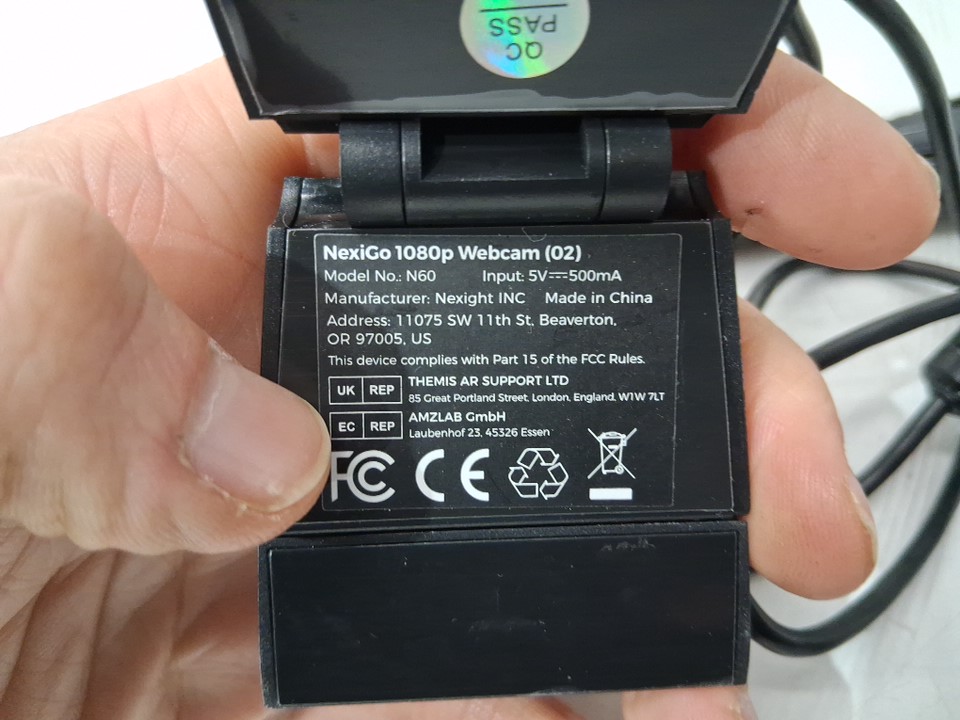 QC
PASS
NexiGo 1080p Webcam (02)
Model No.: N60 Input: 5V⎓500mA
Manufacturer: Nexight INC Made in China
Address: 11075 SW 11th St, Beaverton,
OR 97005, US
This device complies with Part 15 of the FCC Rules.
UK REP THEMIS AR SUPPORT LTD
85 Great Portland Street, London, England, W1W 7LT
EC REP AMZLAB GmbH
Laubenhof 23, 45326 Essen
FC CE